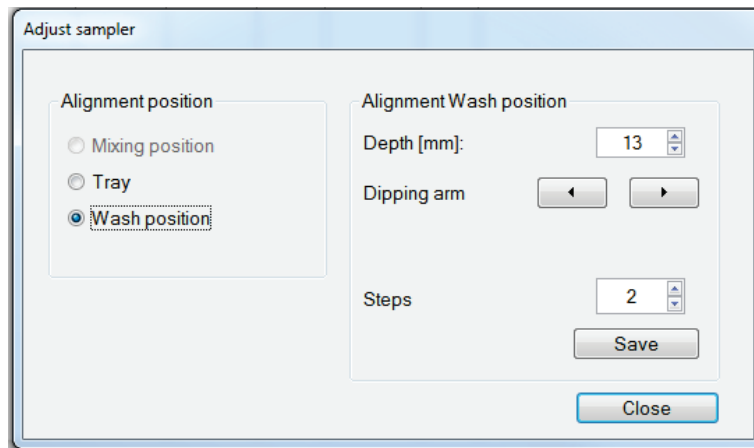 Adjust sampler
Alignment position
Mixing position
Tray
Wash position
Alignment Wash position
Depth [mm]: 13
Dipping arm
Steps 2
Save
Close